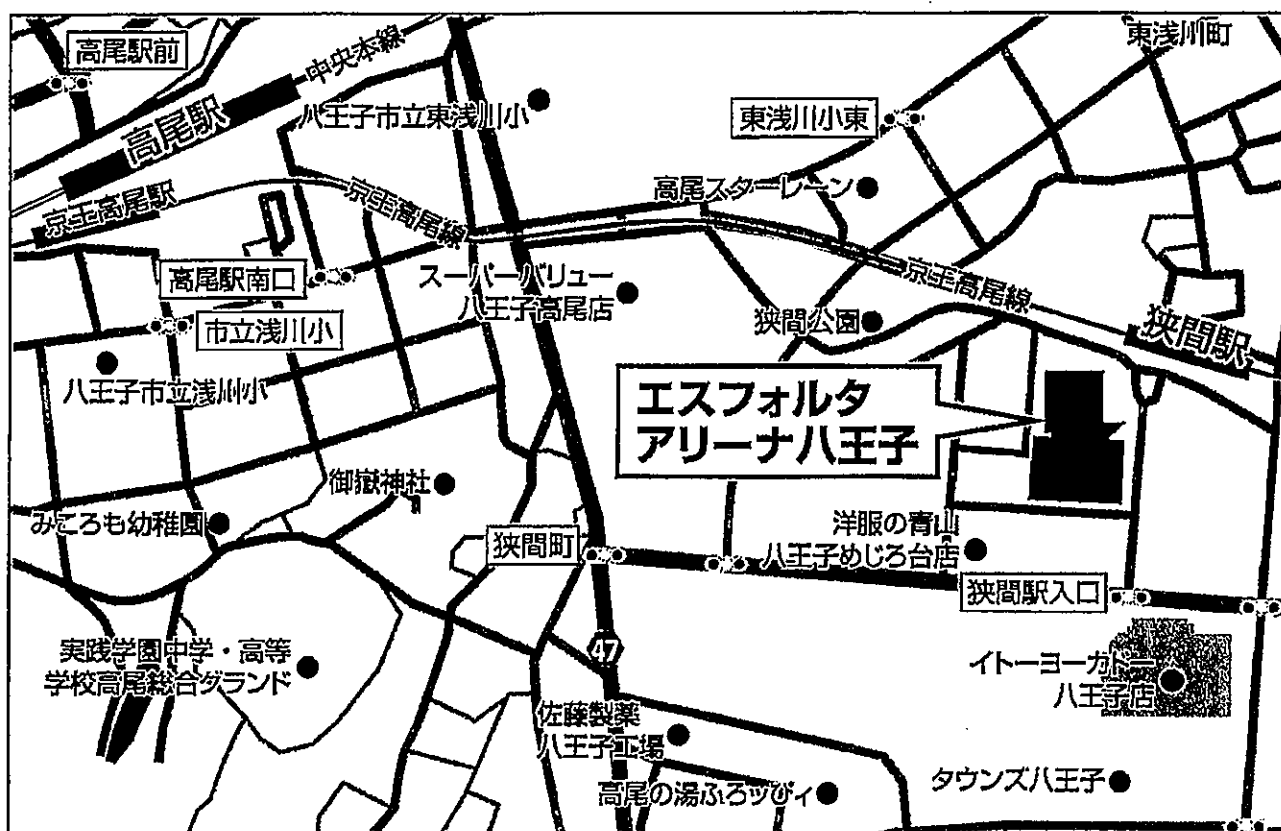 高尾駅前
中央本線
東浅川町
高尾駅
八王子市立東浅川小
東浅川小東
京王高尾駅
京王高尾線
高尾スターレーン
高尾駅南口
スーパーバリュー
八王子高尾店
京王高尾線
市立浅川小
狭間公園
狭間駅
八王子市立浅川小
エスフォルタ
アリーナ八王子
御嶽神社
みころも幼稚園
狭間町
洋服の青山
八王子めじろ台店
狭間駅入口
47
実践学園中学・高等
学校高尾総合グランド
イトーヨーカドー
八王子店
佐藤製薬
八王子工場
高尾の湯ふろッぴィ
タウンズ八王子